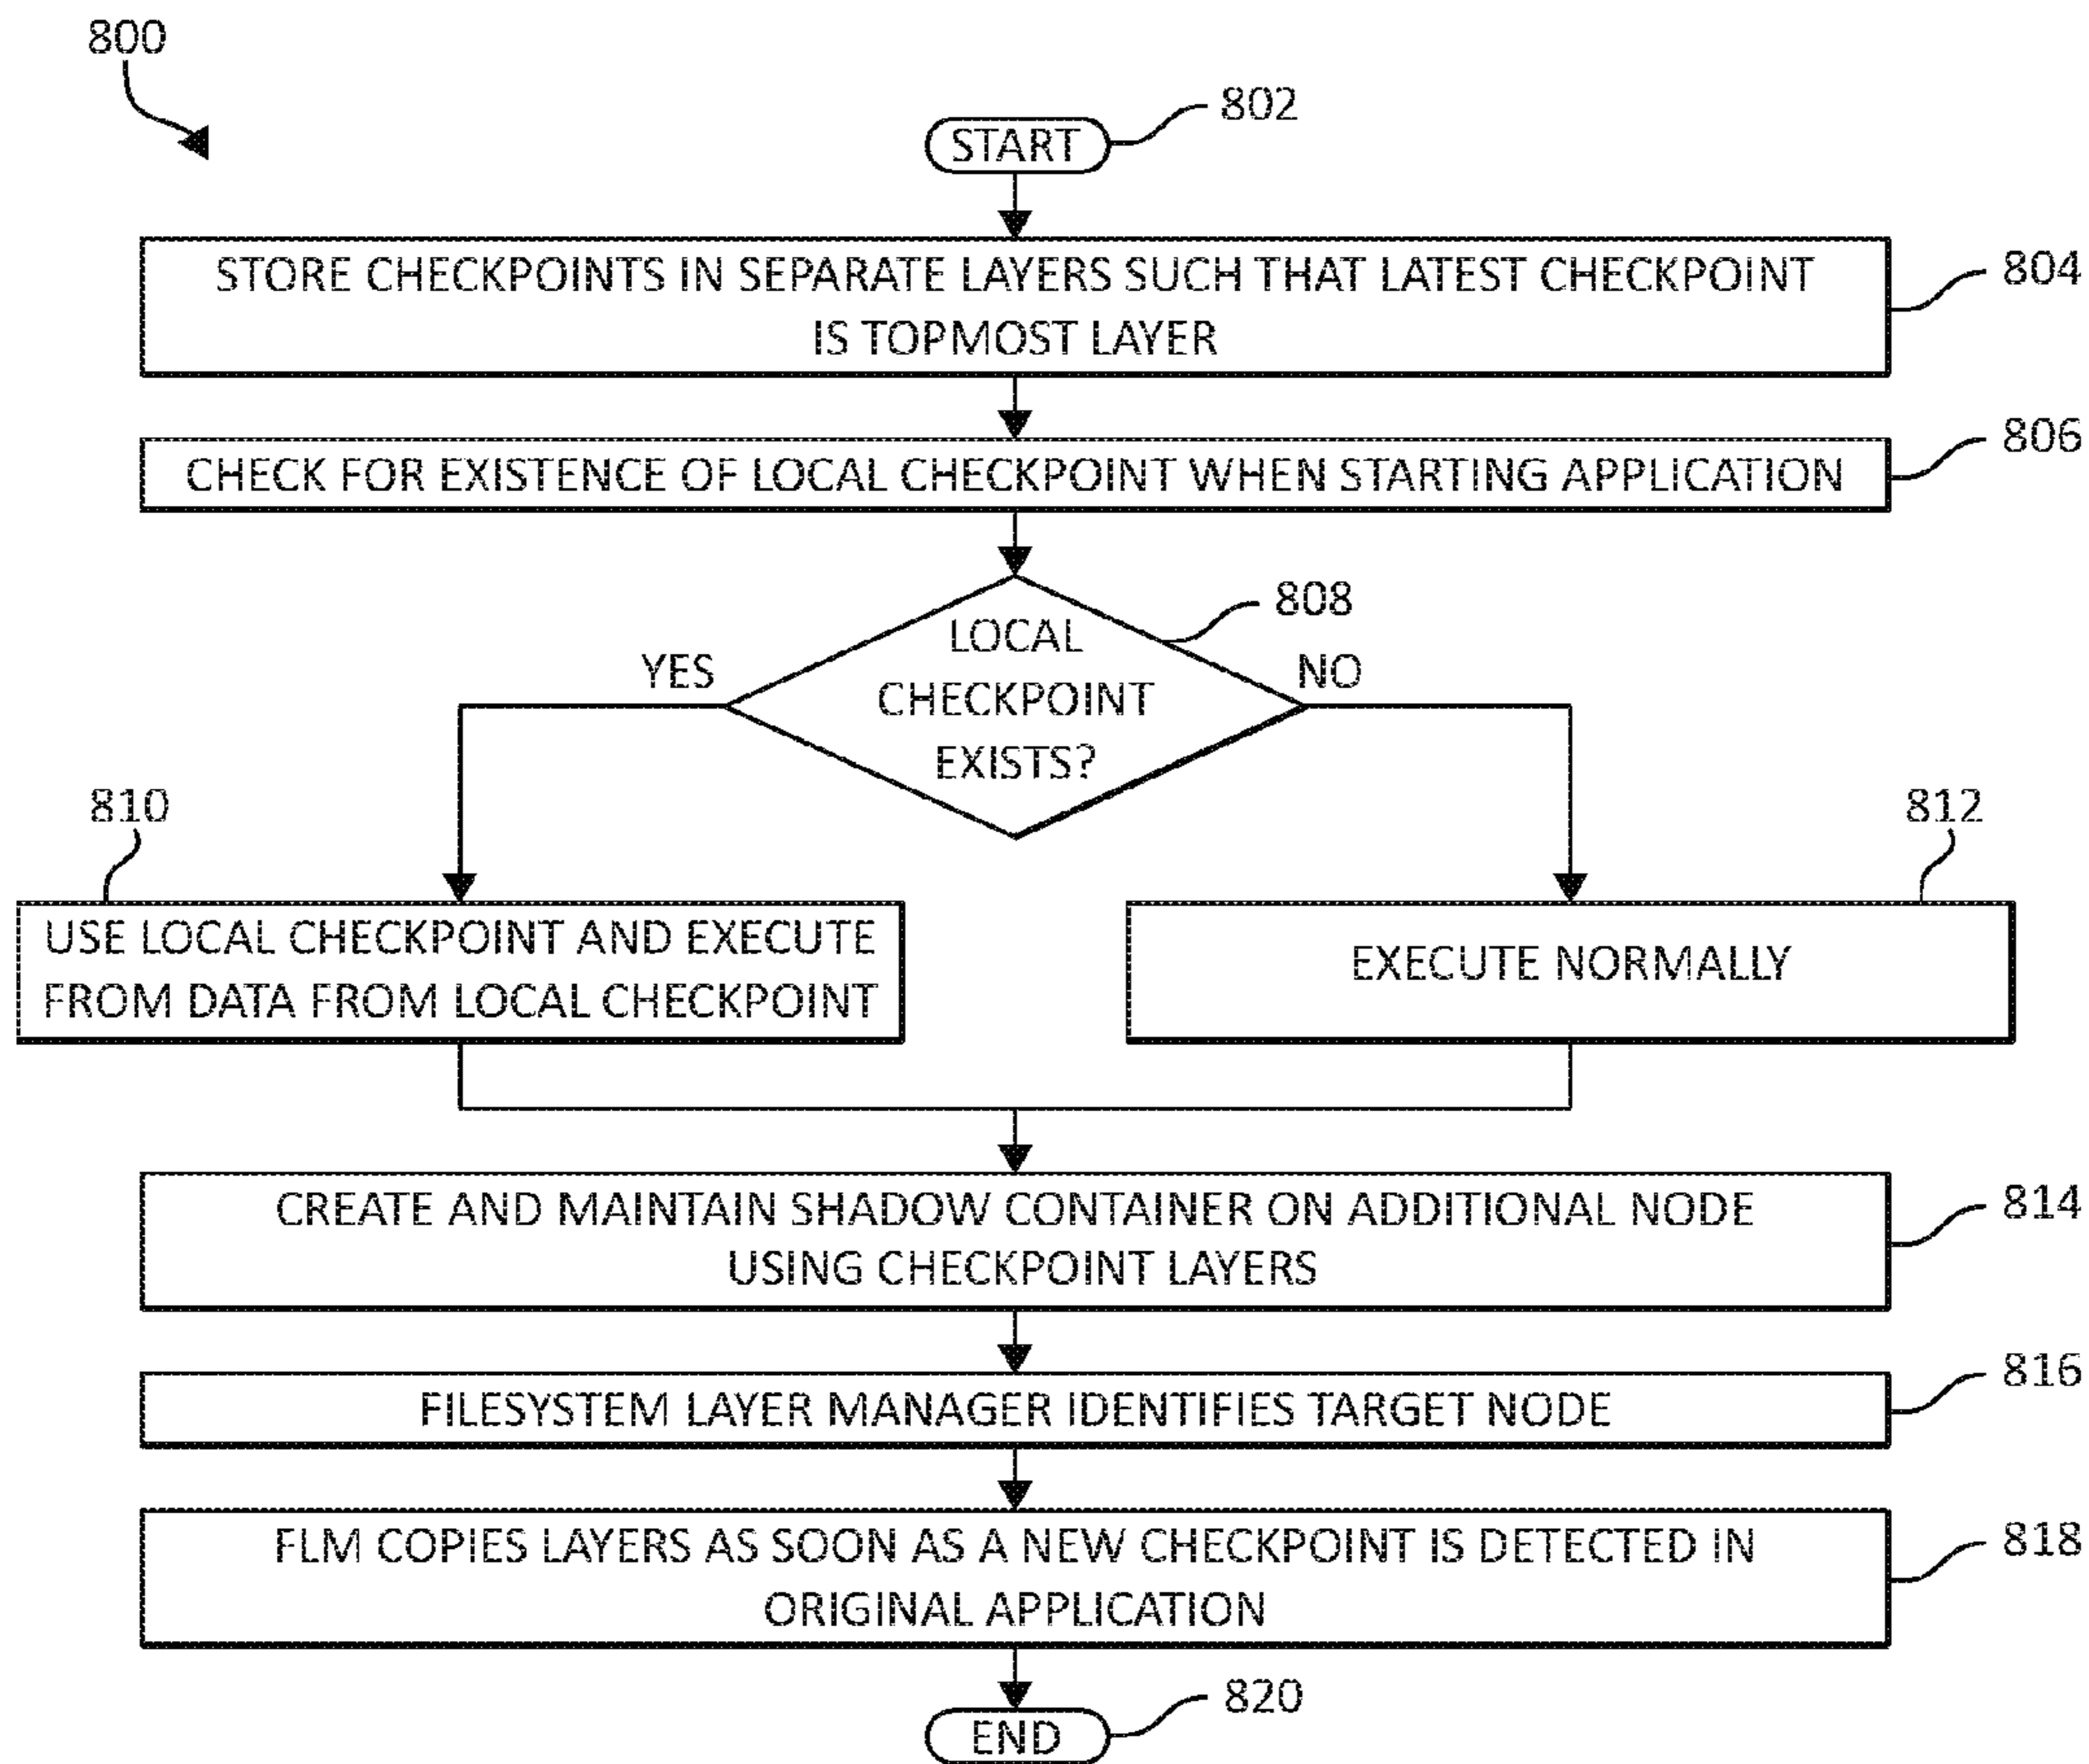 800
802
START
STORE CHECKPOINTS IN SEPARATE LAYERS SUCH THAT LATEST CHECKPOINT
IS TOPMOST LAYER
804
CHECK FOR EXISTENCE OF LOCAL CHECKPOINT WHEN STARTING APPLICATION
806
808
LOCAL
CHECKPOINT
EXISTS?
YES
NO
810
USE LOCAL CHECKPOINT AND EXECUTE
FROM DATA FROM LOCAL CHECKPOINT
812
EXECUTE NORMALLY
CREATE AND MAINTAIN SHADOW CONTAINER ON ADDITIONAL NODE
USING CHECKPOINT LAYERS
814
FILESYSTEM LAYER MANAGER IDENTIFIES TARGET NODE
816
FLM COPIES LAYERS AS SOON AS A NEW CHECKPOINT IS DETECTED IN
ORIGINAL APPLICATION
818
820
END